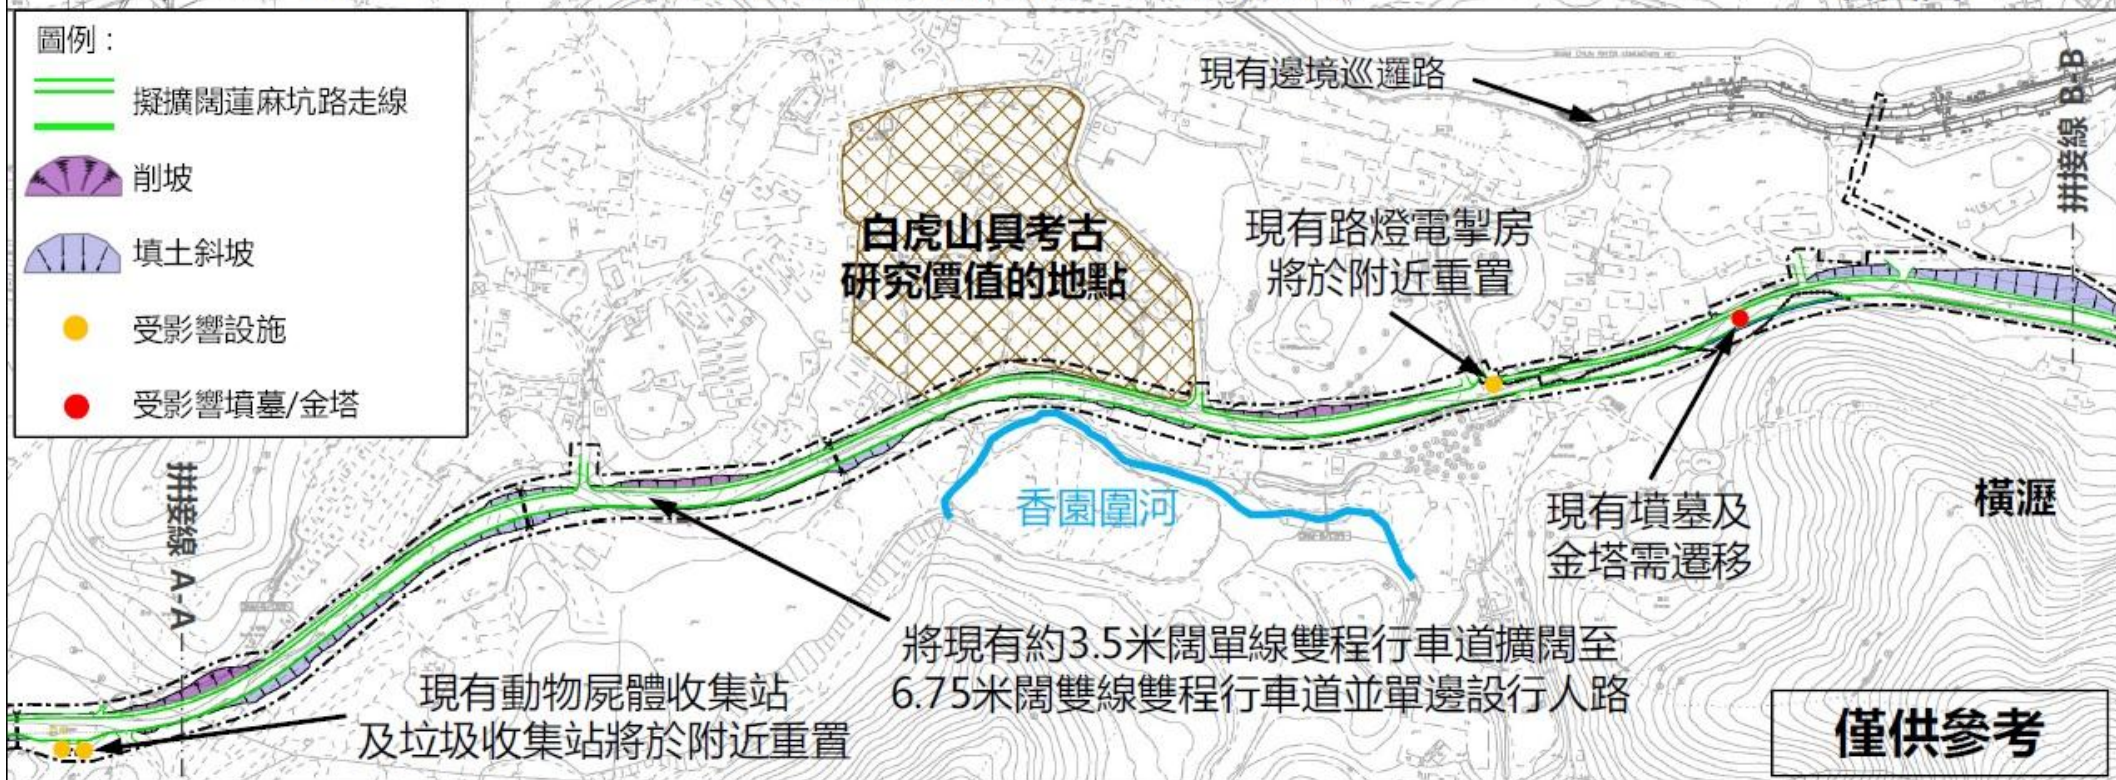 圖例：
擬擴闊蓮麻坑路走線
削坡
填土斜坡
受影響設施
受影響墳墓/金塔
現有邊境巡邏路
拼接線 B-B
白虎山具考古
研究價值的地點
現有路燈電掣房
將於附近重置
香園圍河
橫瀝
現有墳墓及
金塔需遷移
拼接線 A-A
將現有約3.5米闊單線雙程行車道擴闊至
6.75米闊雙線雙程行車道並單邊設行人路
現有動物屍體收集站
及垃圾收集站將於附近重置
僅供參考